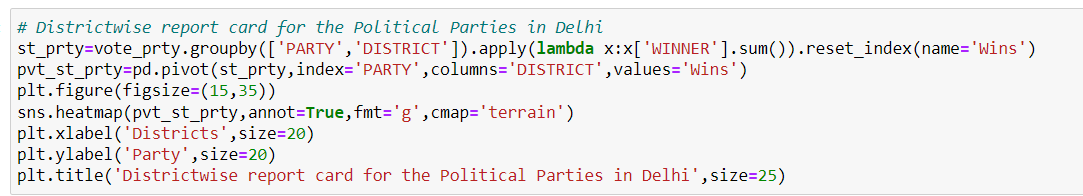 # Districtwise report card for the Political Parties in Delhi
st_prty=vote_prty.groupby(['PARTY','DISTRICT']).apply(lambda x:x['WINNER'].sum()).reset_index(name='Wins')
pvt_st_prty=pd.pivot(st_prty,index='PARTY',columns='DISTRICT',values='Wins')
plt.figure(figsize=(15,35))
sns.heatmap(pvt_st_prty,annot=True,fmt='g',cmap='terrain')
plt.xlabel('Districts',size=20)
plt.ylabel('Party',size=20)
plt.title('Districtwise report card for the Political Parties in Delhi',size=25)